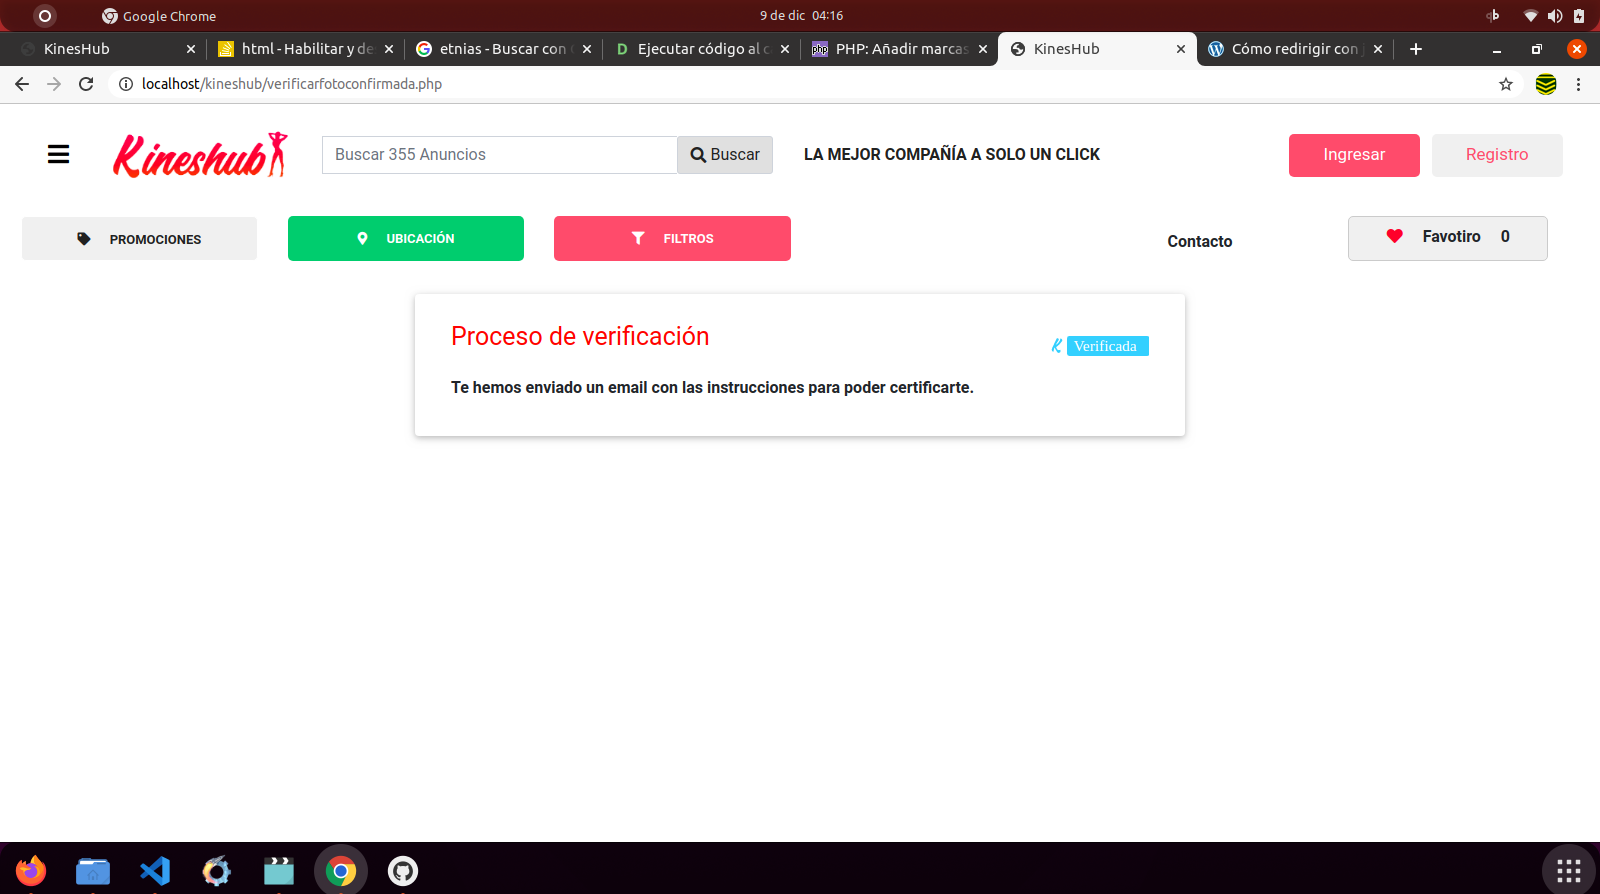 Google Chrome
9 de dic 04:16
KinesHub
html - Habilitar y de
etnias - Buscar con
Ejecutar código al c
PHP: Añadir marcas
KinesHub
Cómo redirigir con
localhost/kineshub/verificarfotoconfirmada.php
Kineshub
Buscar 355 Anuncios
Buscar
LA MEJOR COMPAÑÍA A SOLO UN CLICK
Ingresar
Registro
PROMOCIONES
UBICACIÓN
FILTROS
Contacto
Favotiro 0
Proceso de verificación
K Verificada
Te hemos enviado un email con las instrucciones para poder certificarte.